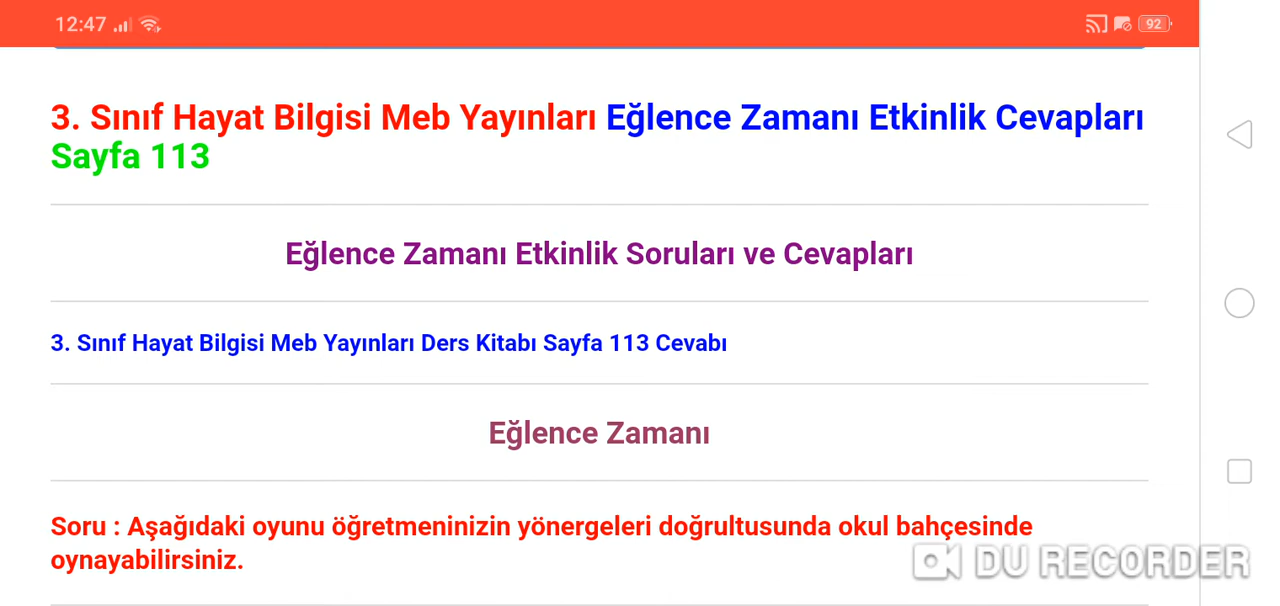 12:47
92
3. Sınıf Hayat Bilgisi Meb Yayınları Eğlence Zamanı Etkinlik Cevapları
Sayfa 113
Eğlence Zamanı Etkinlik Soruları ve Cevapları
3. Sınıf Hayat Bilgisi Meb Yayınları Ders Kitabı Sayfa 113 Cevabı
Eğlence Zamanı
Soru : Aşağıdaki oyunu öğretmeninizin yönergeleri doğrultusunda okul bahçesinde
oynayabilirsiniz.
DU RECORDER